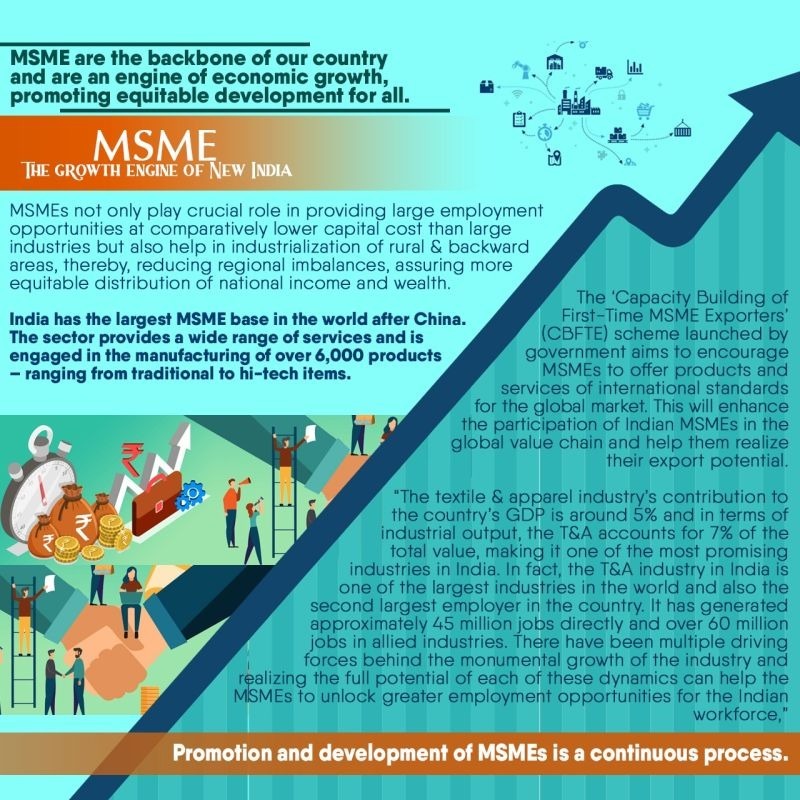 MSME are the backbone of our country
and are an engine of economic growth,
promoting equitable development for all.
MSME
The growth engine of New India
MSMEs not only play crucial role in providing large employment
opportunities at comparatively lower capital cost than large
industries but also help in industrialization of rural & backward
areas, thereby, reducing regional imbalances, assuring more
equitable distribution of national income and wealth.
India has the largest MSME base in the world after China.
The sector provides a wide range of services and is
engaged in the manufacturing of over 6,000 products
– ranging from traditional to hi-tech items.
The ‘Capacity Building of
First-Time MSME Exporters’
(CBFTE) scheme launched by
government aims to encourage
MSMEs to offer products and
services of international standards
for the global market. This will enhance
the participation of Indian MSMEs in the
global value chain and help them realize
their export potential.
"The textile & apparel industry’s contribution to
the country’s GDP is around 5% and in terms of
industrial output, the T&A accounts for 7% of the
total value, making it one of the most promising
industries in India. In fact, the T&A industry in India is
one of the largest industries in the world and also the
second largest employer in the country. It has generated
approximately 45 million jobs directly and over 60 million
jobs in allied industries. There have been multiple driving
forces behind the monumental growth of the industry and
realizing the full potential of each of these dynamics can help the
MSMEs to unlock greater employment opportunities for the Indian
workforce,"
Promotion and development of MSMEs is a continuous process.